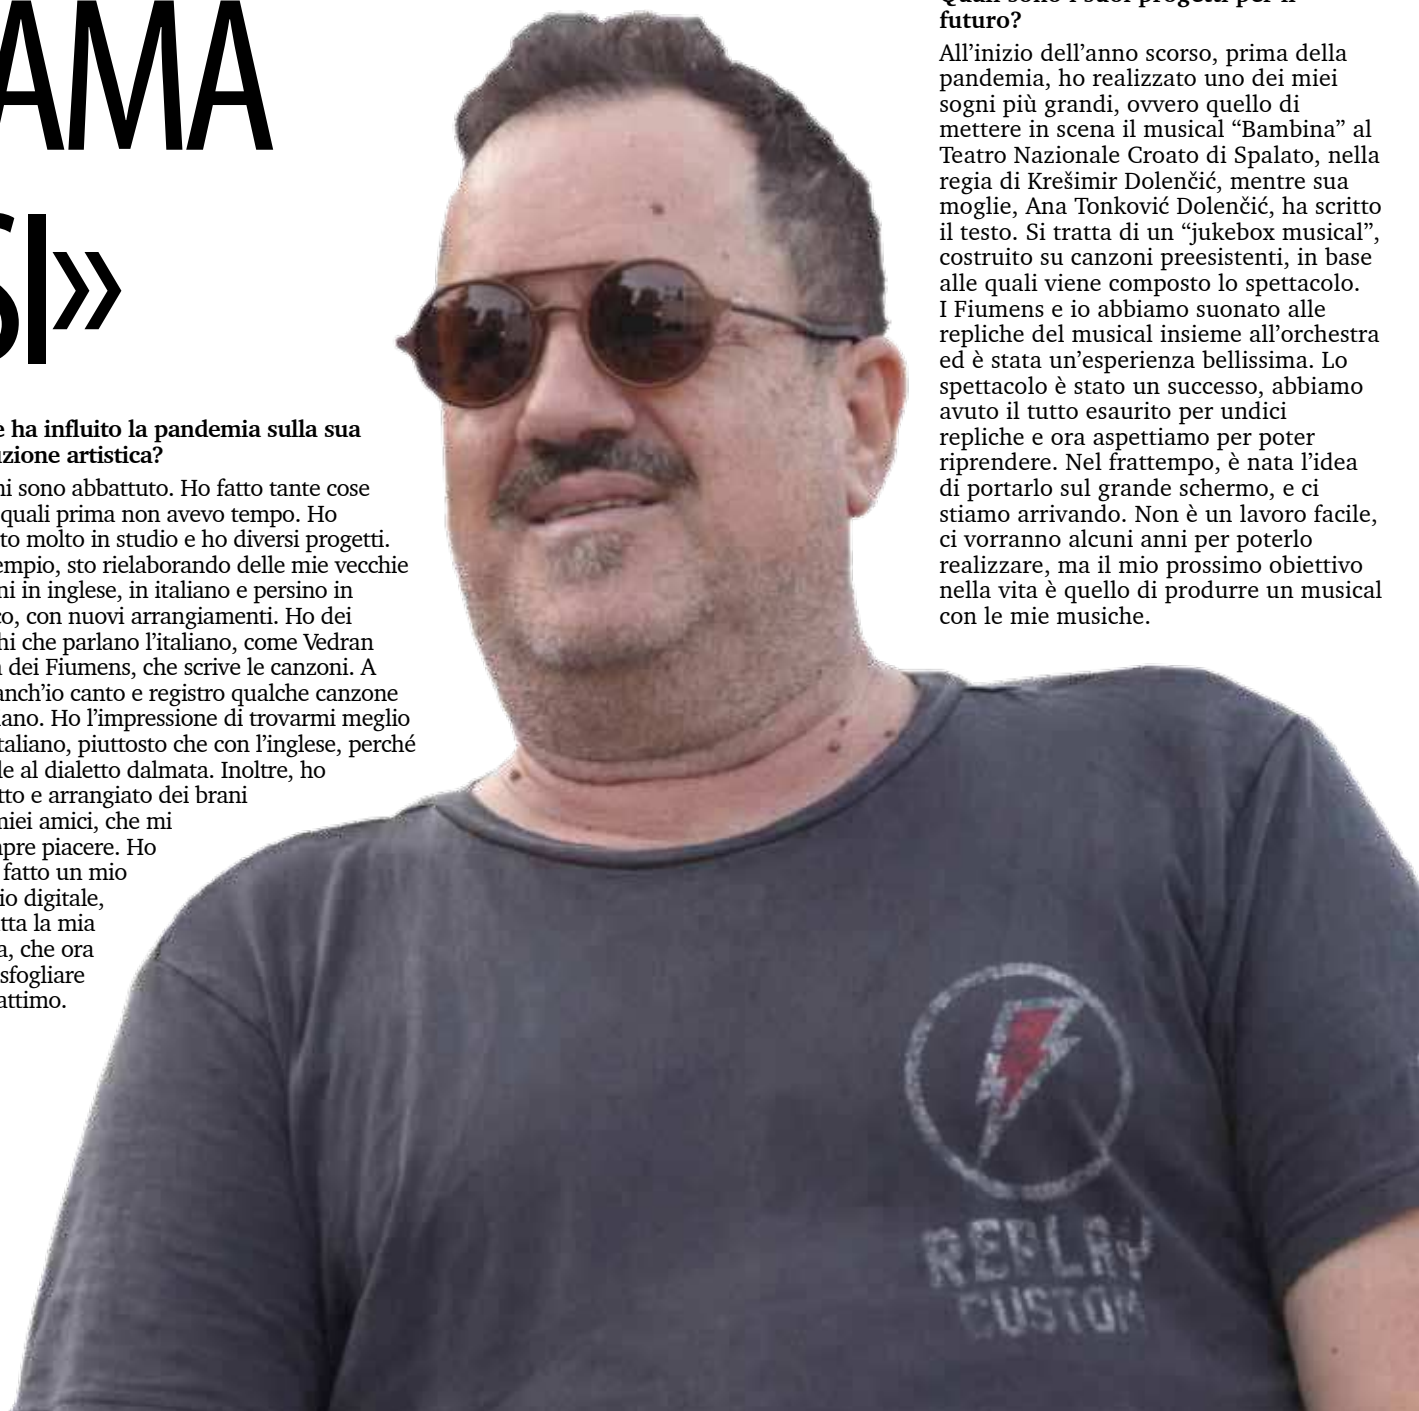 AMA
SI»
e ha influito la pandemia sulla sua
uzione artistica?
ni sono abbattuto. Ho fatto tante cose
quali prima non avevo tempo. Ho
to molto in studio e ho diversi progetti.
empio, sto rielaborando delle mie vecchie
ni in inglese, in italiano e persino in
co, con nuovi arrangiamenti. Ho dei
hi che parlano l’italiano, come Vedran
dei Fiumens, che scrive le canzoni. A
anch’io canto e registro qualche canzone
iano. Ho l’impressione di trovarmi meglio
italiano, piuttosto che con l’inglese, perché
le al dialetto dalmata. Inoltre, ho
tto e arrangiato dei brani
miei amici, che mi
pre piacere. Ho
fatto un mio
io digitale,
tta la mia
a, che ora
sfogliare
attimo.
Quali sono i suoi progetti per il
futuro?
All’inizio dell’anno scorso, prima della
pandemia, ho realizzato uno dei miei
sogni più grandi, ovvero quello di
mettere in scena il musical “Bambina” al
Teatro Nazionale Croato di Spalato, nella
regia di Krešimir Dolenčić, mentre sua
moglie, Ana Tonković Dolenčić, ha scritto
il testo. Si tratta di un “jukebox musical”,
costruito su canzoni preesistenti, in base
alle quali viene composto lo spettacolo.
I Fiumens e io abbiamo suonato alle
repliche del musical insieme all’orchestra
ed è stata un’esperienza bellissima. Lo
spettacolo è stato un successo, abbiamo
avuto il tutto esaurito per undici
repliche e ora aspettiamo per poter
riprendere. Nel frattempo, è nata l’idea
di portarlo sul grande schermo, e ci
stiamo arrivando. Non è un lavoro facile,
ci vorranno alcuni anni per poterlo
realizzare, ma il mio prossimo obiettivo
nella vita è quello di produrre un musical
con le mie musiche.
REPLAY
CUSTOM